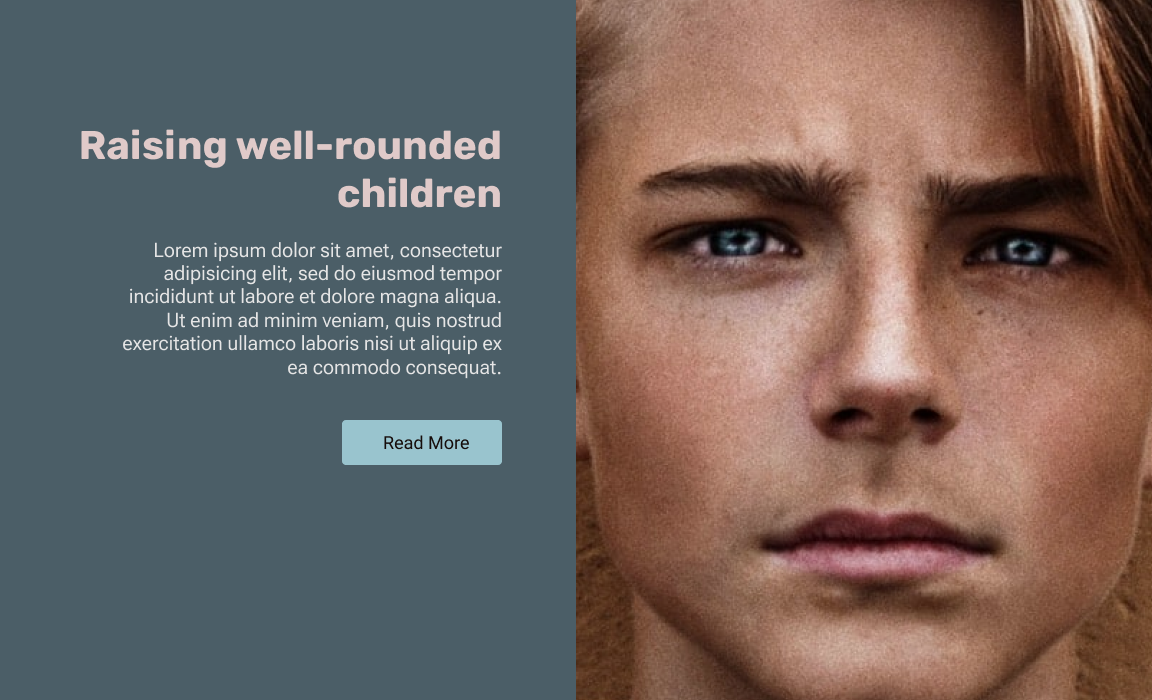 Raising well-rounded
children
Lorem ipsum dolor sit amet, consectetur
adipisicing elit, sed do eiusmod tempor
incididunt ut labore et dolore magna aliqua.
Ut enim ad minim veniam, quis nostrud
exercitation ullamco laboris nisi ut aliquip ex
ea commodo consequat.
Read More